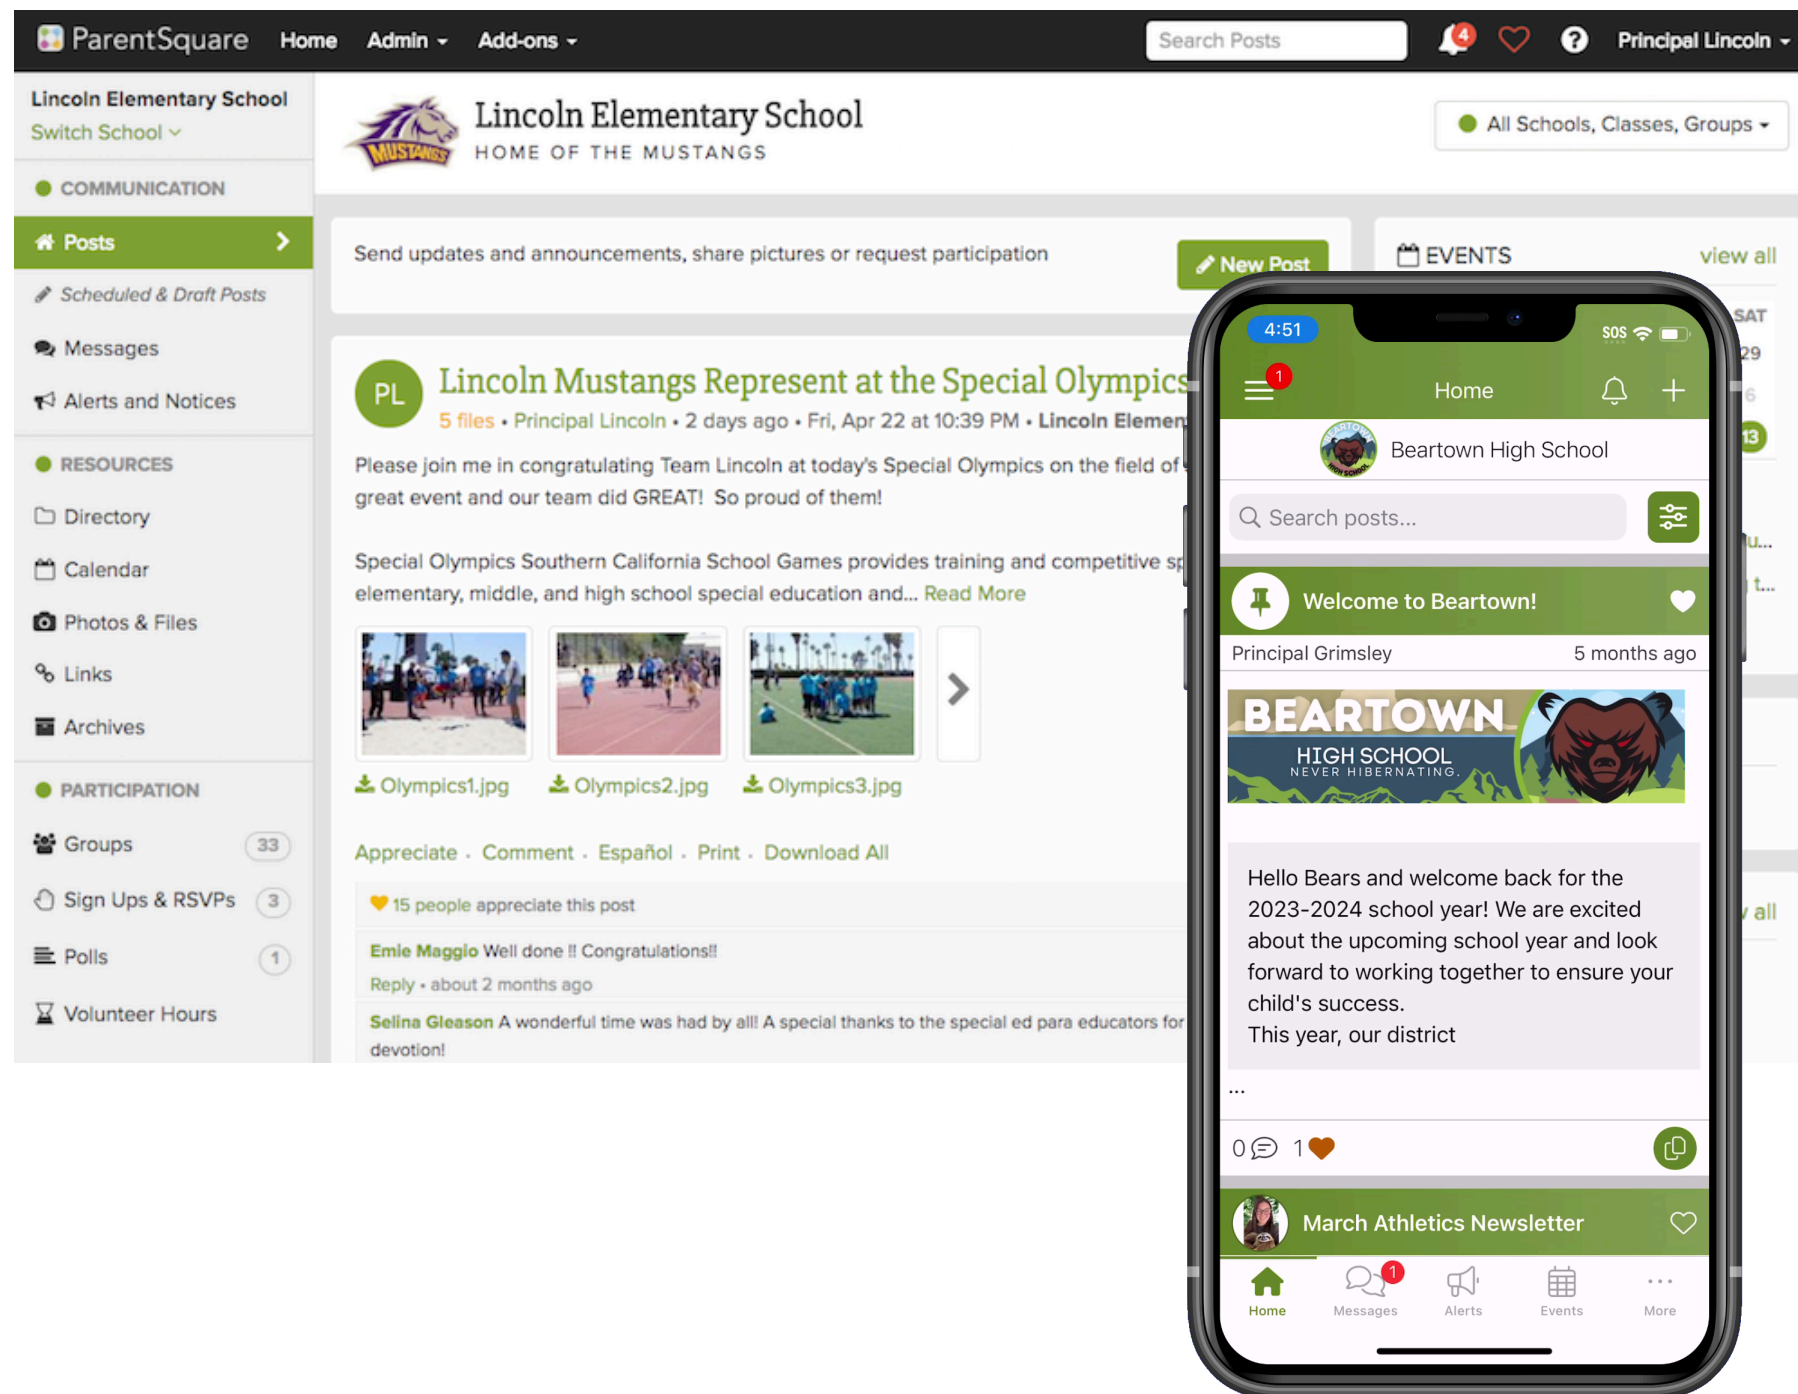 ParentSquare Home Admin Add-ons Search Posts 4 ? Principal Lincoln
Lincoln Elementary School
Switch School
COMMUNICATION
Posts
Scheduled & Draft Posts
Messages
Alerts and Notices
RESOURCES
Directory
Calendar
Photos & Files
Links
Archives
PARTICIPATION
Groups 33
Sign Ups & RSVPs 3
Polls 1
Volunteer Hours
MUSTANGS
Lincoln Elementary School
HOME OF THE MUSTANGS
All Schools, Classes, Groups
Send updates and announcements, share pictures or request participation
New Post
PL
Lincoln Mustangs Represent at the Special Olympics
5 files • Principal Lincoln • 2 days ago • Fri, Apr 22 at 10:39 PM • Lincoln Elemen
Please join me in congratulating Team Lincoln at today's Special Olympics on the field of
great event and our team did GREAT! So proud of them!
Special Olympics Southern California School Games provides training and competitive sp
elementary, middle, and high school special education and... Read More
Olympics1.jpg Olympics2.jpg Olympics3.jpg
Appreciate . Comment . Español . Print . Download All
15 people appreciate this post
Emie Maggio Well done !! Congratulations!!
Reply • about 2 months ago
Selina Gleason A wonderful time was had by all! A special thanks to the special ed para educators for
devotion!
EVENTS view all
SAT
29
6
13
u...
t...
all
4:51 SOS
1
Home
BEARTOWN
HIGH SCHOOL
Beartown High School
Search posts...
Welcome to Beartown!
Principal Grimsley 5 months ago
BEARTOWN
HIGH SCHOOL
NEVER HIBERNATING.
Hello Bears and welcome back for the
2023-2024 school year! We are excited
about the upcoming school year and look
forward to working together to ensure your
child's success.
This year, our district
...
0 1
March Athletics Newsletter
1
Home Messages Alerts Events More